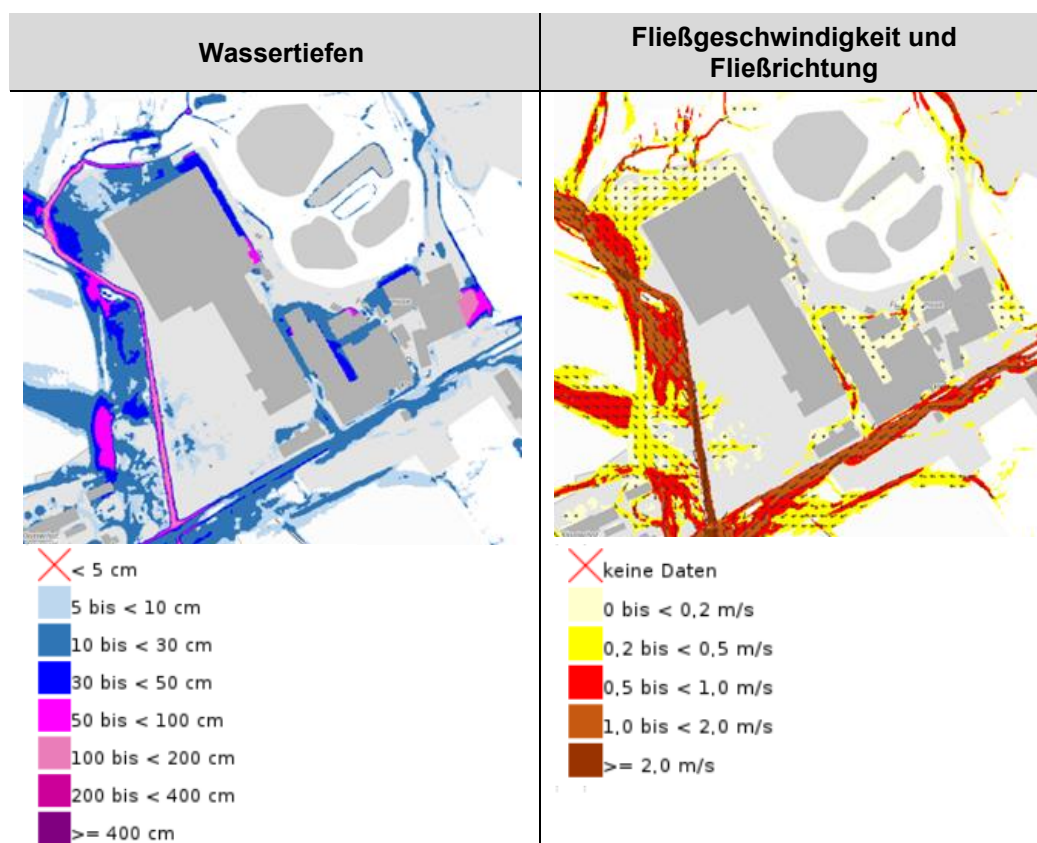 Wassertiefen
Fließgeschwindigkeit und
Fließrichtung
< 5 cm
5 bis < 10 cm
10 bis < 30 cm
30 bis < 50 cm
50 bis < 100 cm
100 bis < 200 cm
200 bis < 400 cm
>= 400 cm
keine Daten
0 bis < 0,2 m/s
0,2 bis < 0,5 m/s
0,5 bis < 1,0 m/s
1,0 bis < 2,0 m/s
>= 2,0 m/s